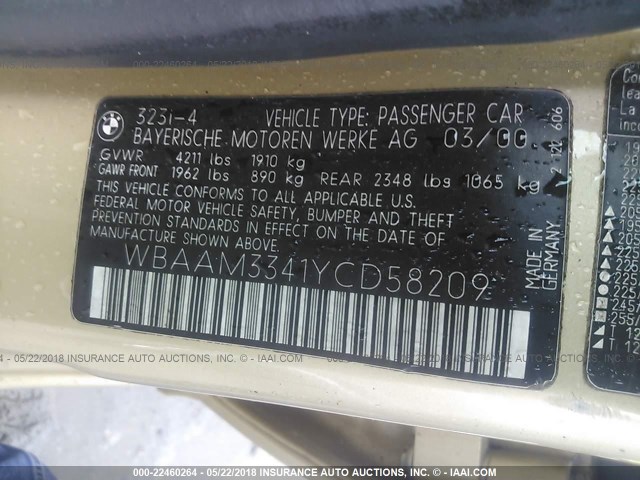 BMW
323i-4 VEHICLE TYPE: PASSENGER CAR
BAYERISCHE MOTOREN WERKE AG 03/00
GVWR 4211 lbs 1910 kg
GAWR FRONT 1962 lbs 890 kg REAR 2348 lbs 1065 kg
THIS VEHICLE CONFORMS TO ALL APPLICABLE U.S.
FEDERAL MOTOR VEHICLE SAFETY, BUMPER AND THEFT
PREVENTION STANDARDS IN EFFECT ON THE DATE OF
MANUFACTURE SHOWN ABOVE.
WBAAM3341YCD58209
MADE IN
GERMANY
606
000-22460264 - 05/22/2018 INSURANCE AUTO AUCTIONS, INC. - © - IAAI.COM